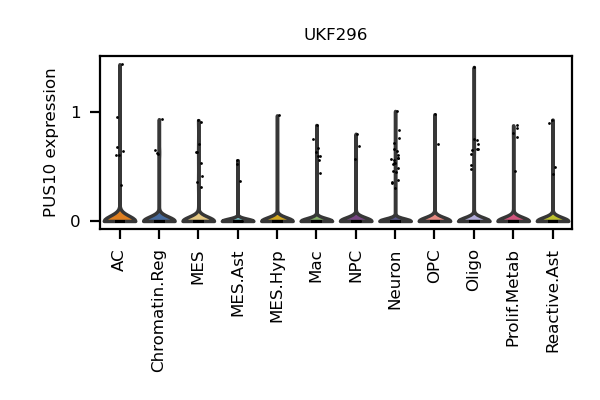 UKF296
PUS10 expression
1
0
AC
Chromatin.Reg
MES
MES.Ast
MES.Hyp
Mac
NPC
Neuron
OPC
Oligo
Prolif.Metab
Reactive.Ast